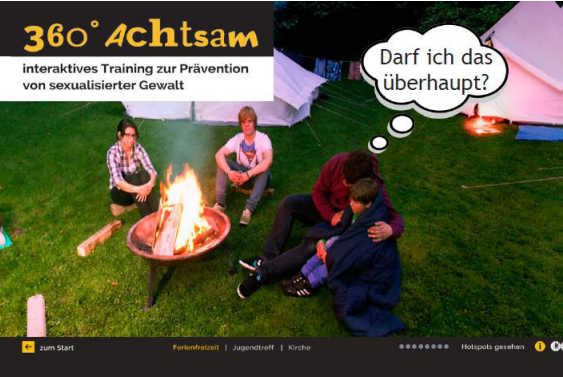 360° Achtsam
interaktives Training zur Prävention
von sexualisierter Gewalt
Darf ich das
überhaupt?
zum Start
Ferienfreizeit | Jugendtreff | Kirche
Hotspots gesehen
i